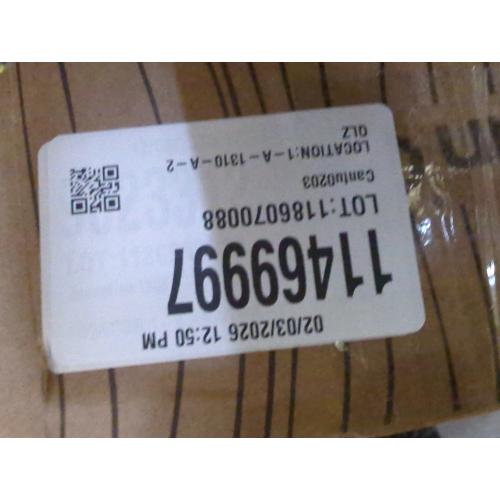 02/03/2026 12:50 PM
11469997
LOT:1186070088
Cantu0203
LOCATION:1-A-1310-A-2
QLZ